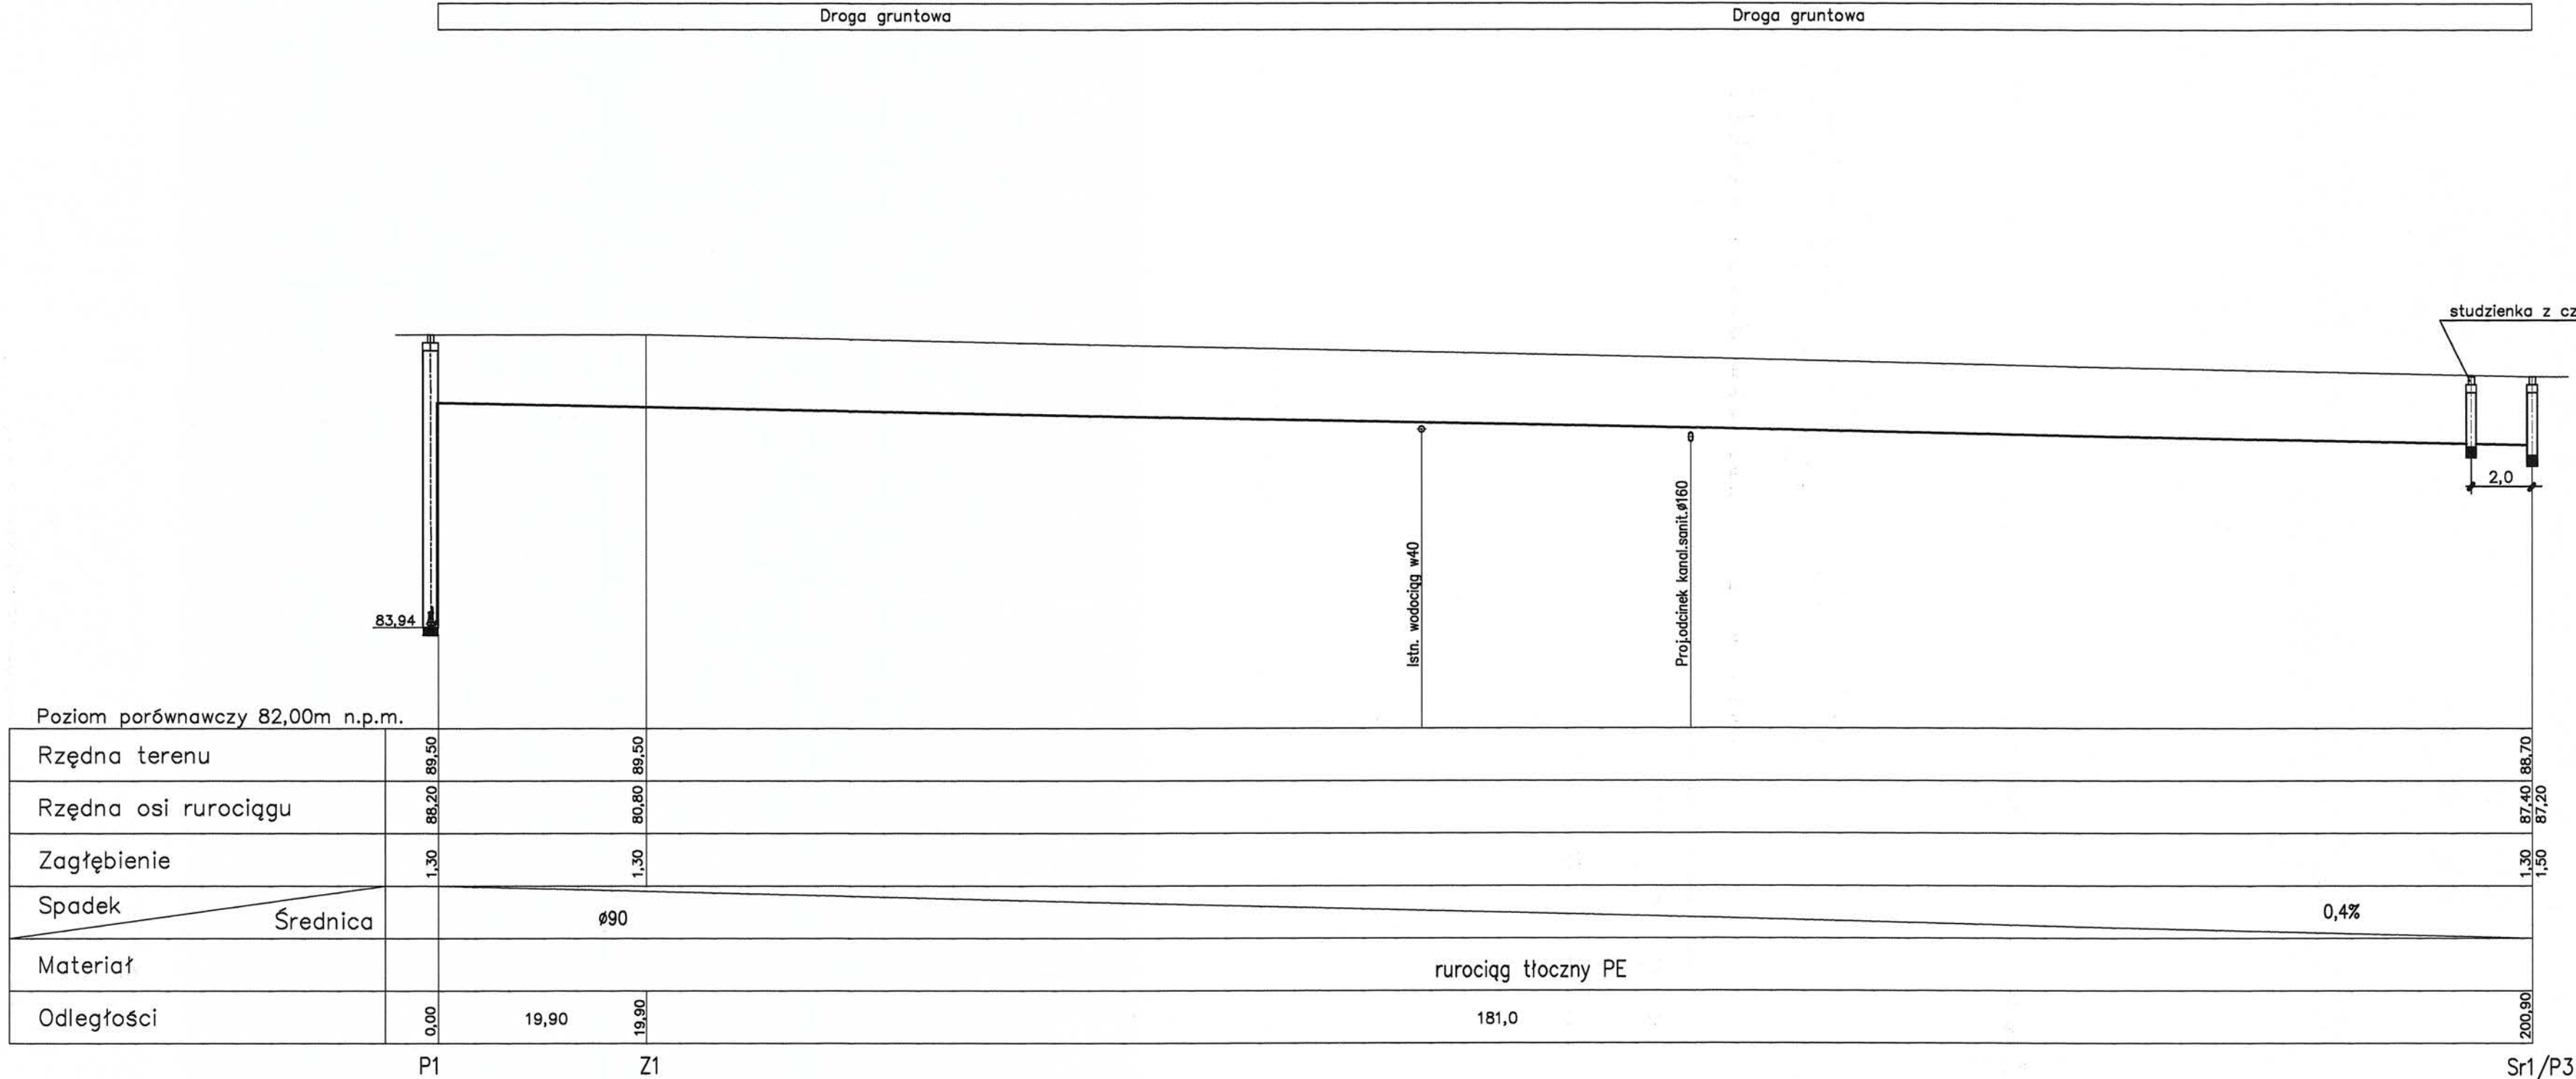 Droga gruntowa Droga gruntowa
studzienka z cz
2,0
Istn. wodociąg w40
Proj.odcinek kanal.sanit.ø160
83,94
Poziom porównawczy 82,00m n.p.m.
Rzędna terenu 89,50 89,50 88,70
Rzędna osi rurociągu 88,20 80,80 87,40 87,20
Zagłębienie 1,30 1,30 1,30 1,50
Spadek
Średnica ø90 0,4%
Materiał rurociąg tłoczny PE
Odległości 0,00 19,90 19,90 181,0 200,90
P1 Z1 Sr1/P3